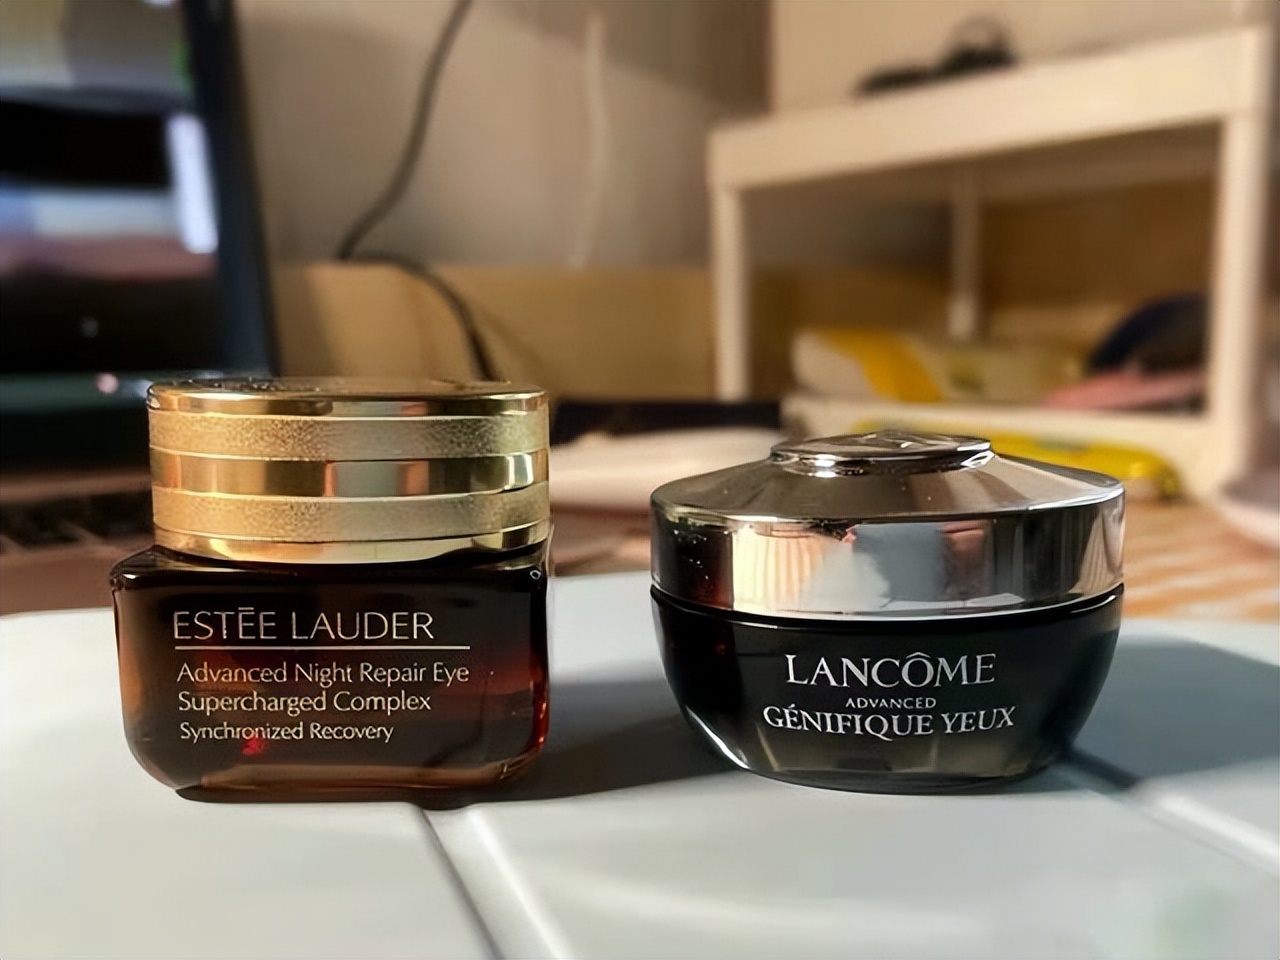 ESTĒE LAUDER
Advanced Night Repair Eye
Supercharged Complex
Synchronized Recovery
LANCÔME
ADVANCED
GÉNIFIQUE YEUX